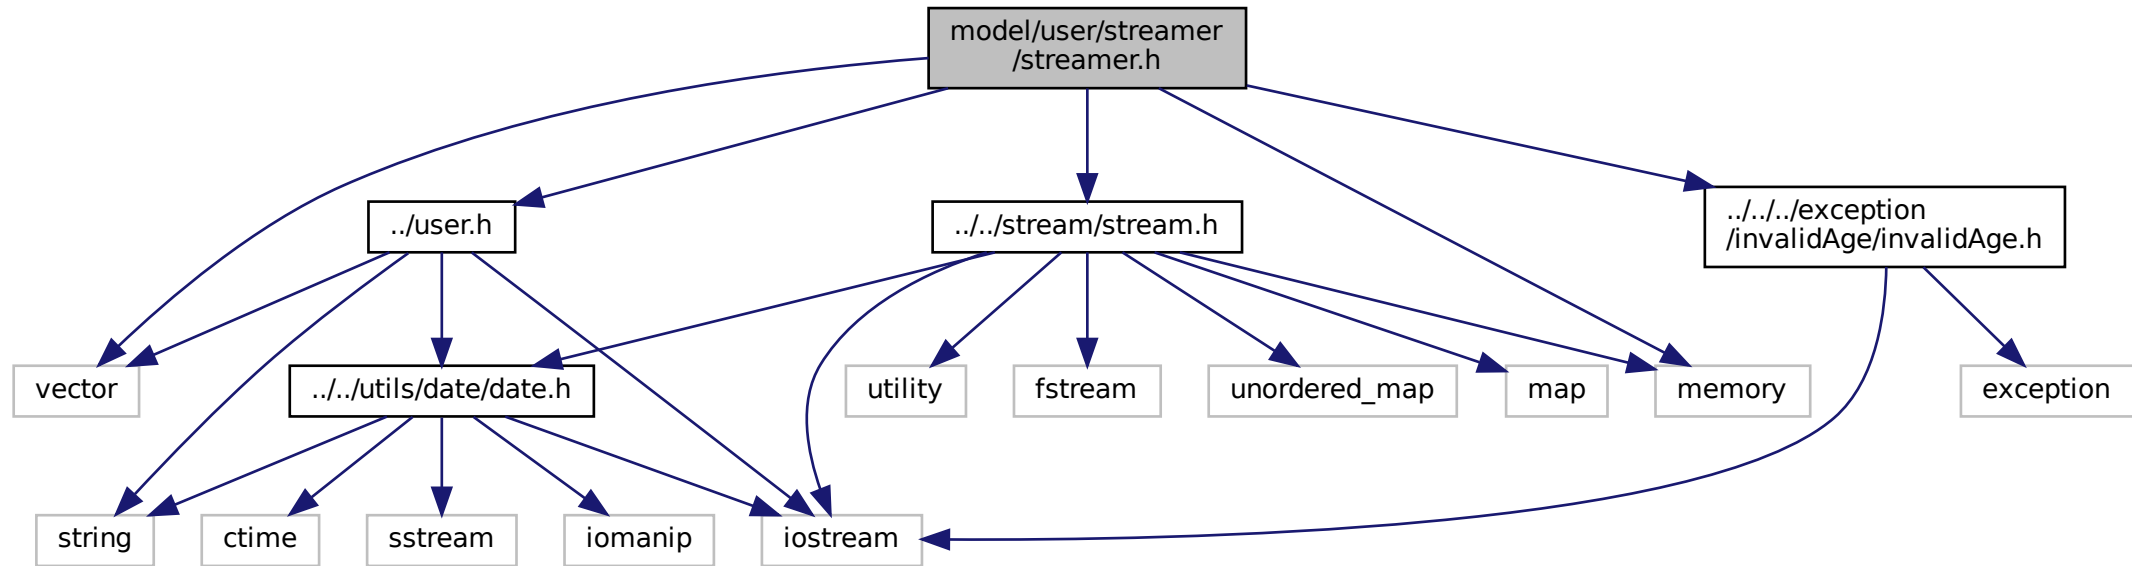 model/user/streamer
/streamer.h
../user.h
../../stream/stream.h
../../../exception
/invalidAge/invalidAge.h
vector
../../utils/date/date.h
utility
fstream
unordered_map
map
memory
exception
string
ctime
sstream
iomanip
iostream